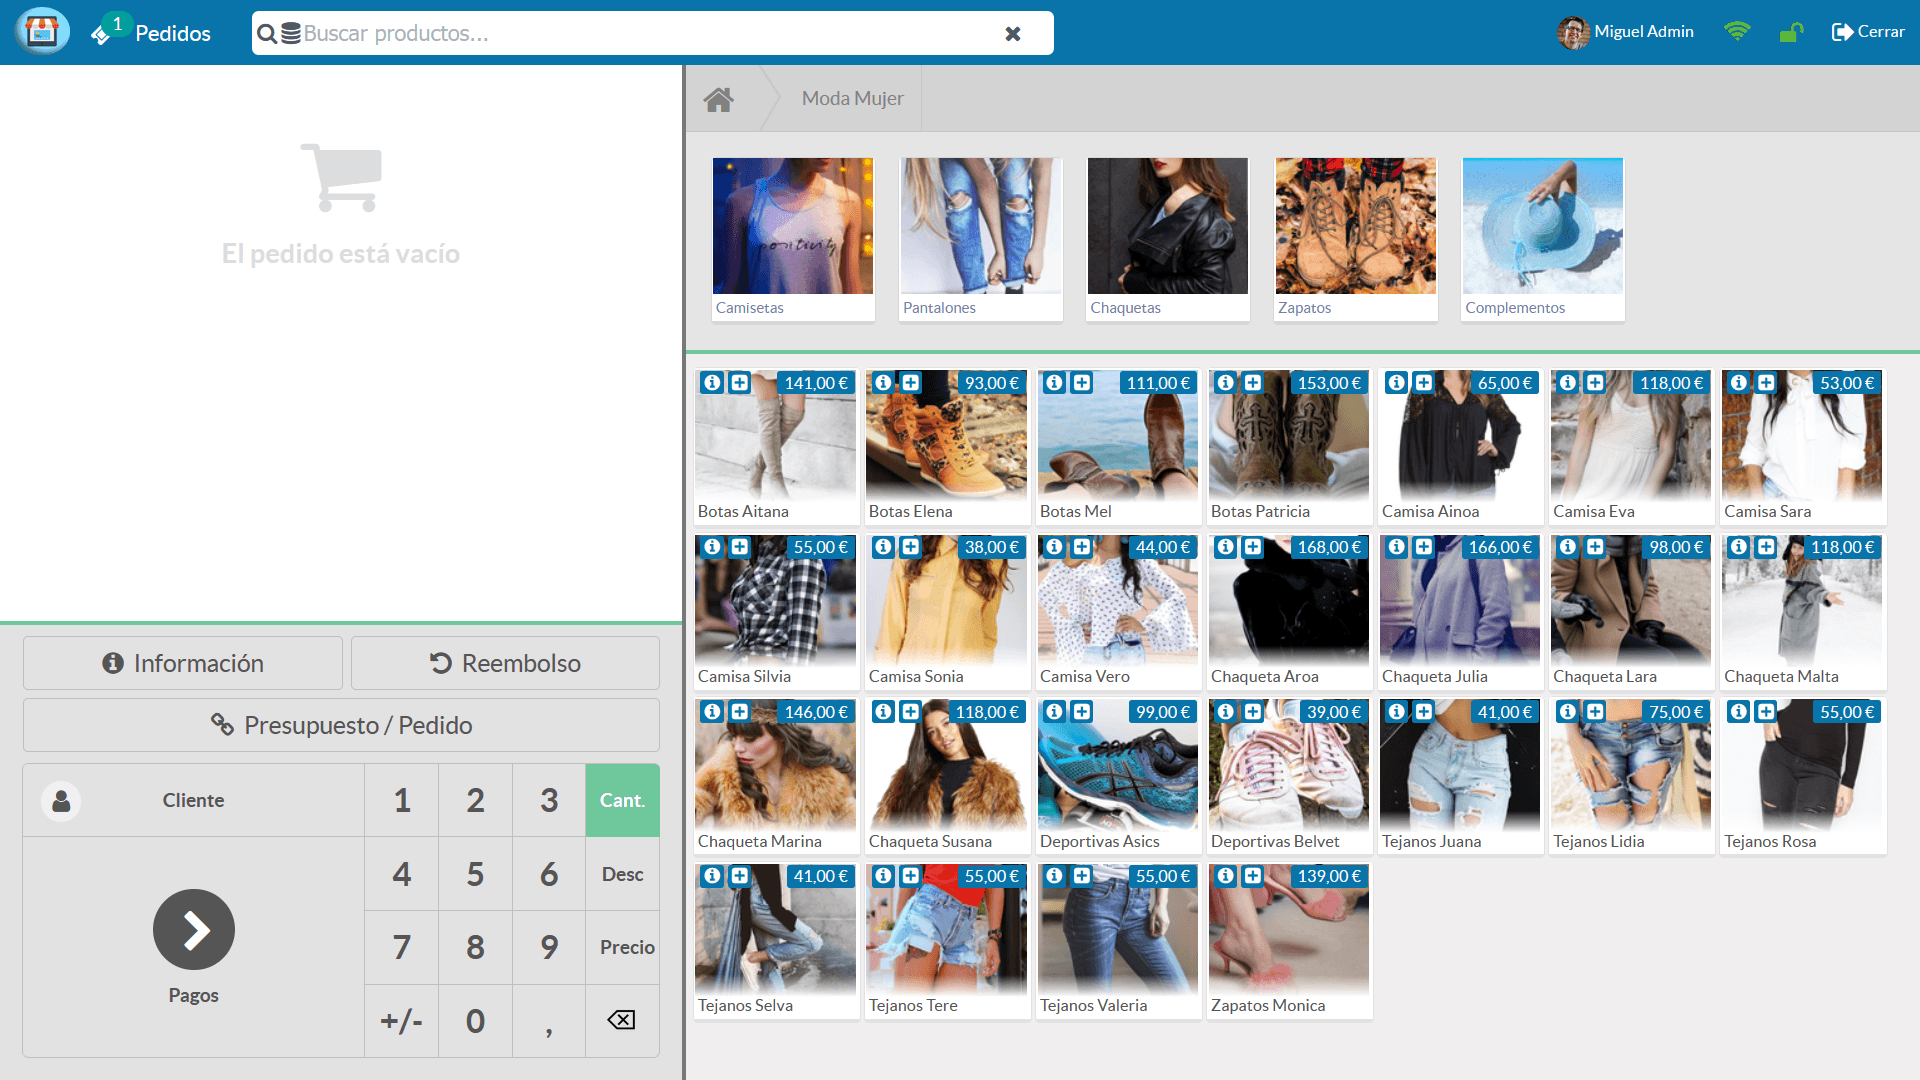 1
Pedidos
Buscar productos...
Miguel Admin
Cerrar
El pedido está vacío
Información
Reembolso
Presupuesto / Pedido
Cliente
1
2
3
Cant.
4
5
6
Desc
7
8
9
Precio
+/-
0
,
Pagos
Moda Mujer
positivity
Camisetas
Pantalones
Chaquetas
Zapatos
Complementos
141,00 €
93,00 €
111,00 €
153,00 €
65,00 €
118,00 €
53,00 €
Botas Aitana
Botas Elena
Botas Mel
Botas Patricia
Camisa Ainoa
Camisa Eva
Camisa Sara
55,00 €
38,00 €
44,00 €
168,00 €
166,00 €
98,00 €
118,00 €
Camisa Silvia
Camisa Sonia
Camisa Vero
Chaqueta Aroa
Chaqueta Julia
Chaqueta Lara
Chaqueta Malta
146,00 €
118,00 €
99,00 €
39,00 €
41,00 €
75,00 €
55,00 €
Chaqueta Marina
Chaqueta Susana
Deportivas Asics
Deportivas Belvet
Tejanos Juana
Tejanos Lidia
Tejanos Rosa
41,00 €
55,00 €
55,00 €
139,00 €
Tejanos Selva
Tejanos Tere
Tejanos Valeria
Zapatos Monica